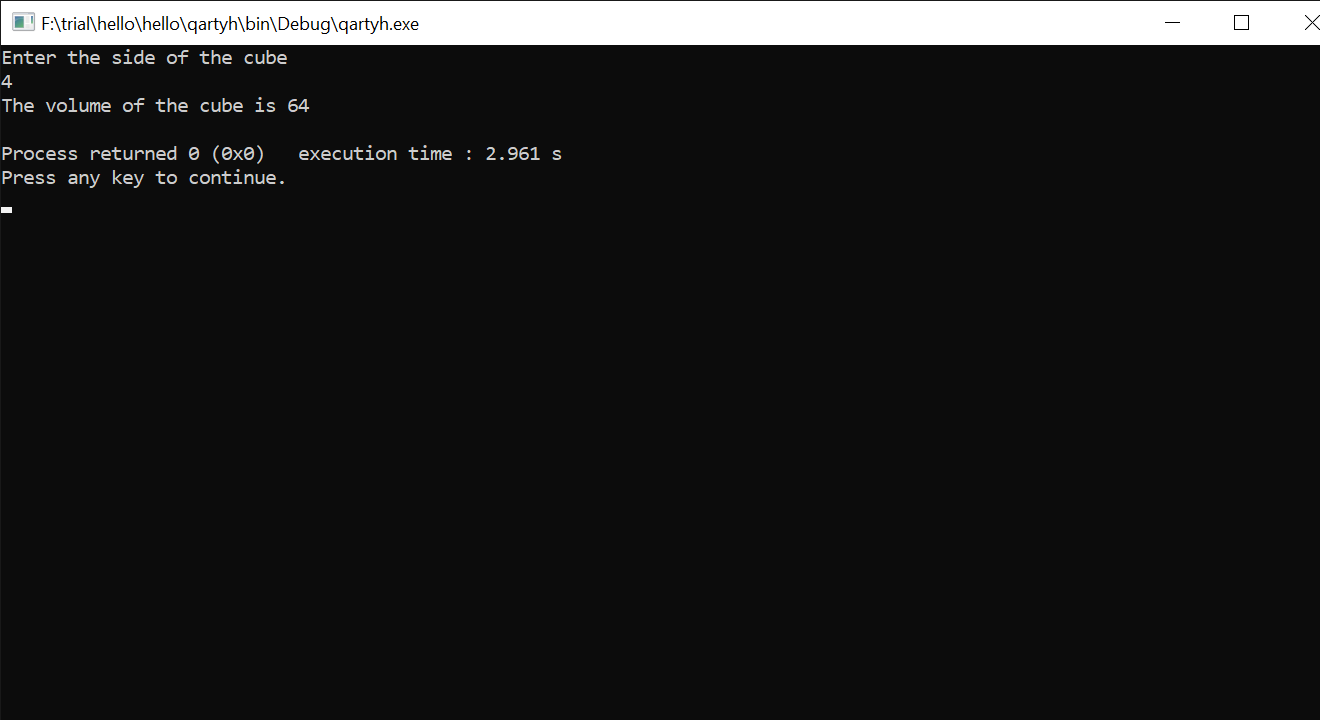 F:\trial\hello\hello\qartyh\bin\Debug\qartyh.exe
Enter the side of the cube
4
The volume of the cube is 64
Process returned 0 (0x0)   execution time : 2.961 s
Press any key to continue.